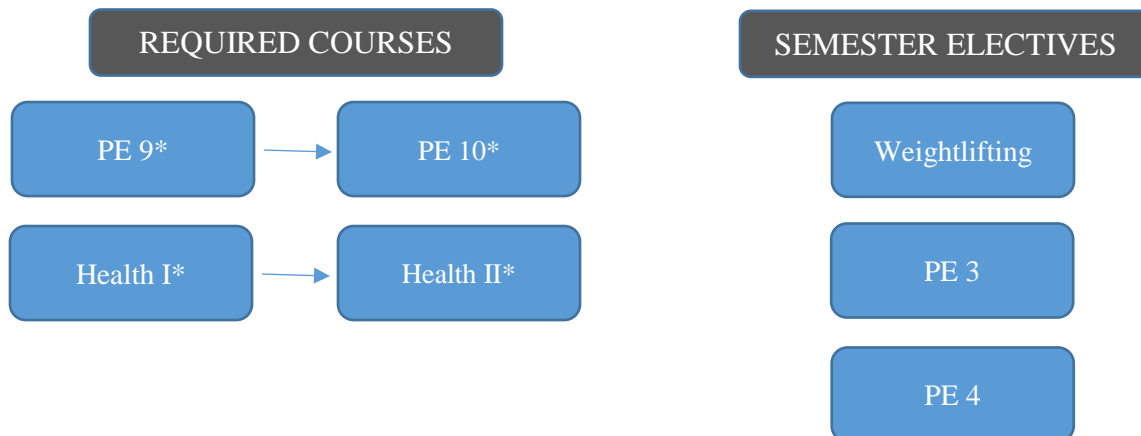 REQUIRED COURSES
PE 9*
PE 10*
Health I*
Health II*
SEMESTER ELECTIVES
Weightlifting
PE 3
PE 4